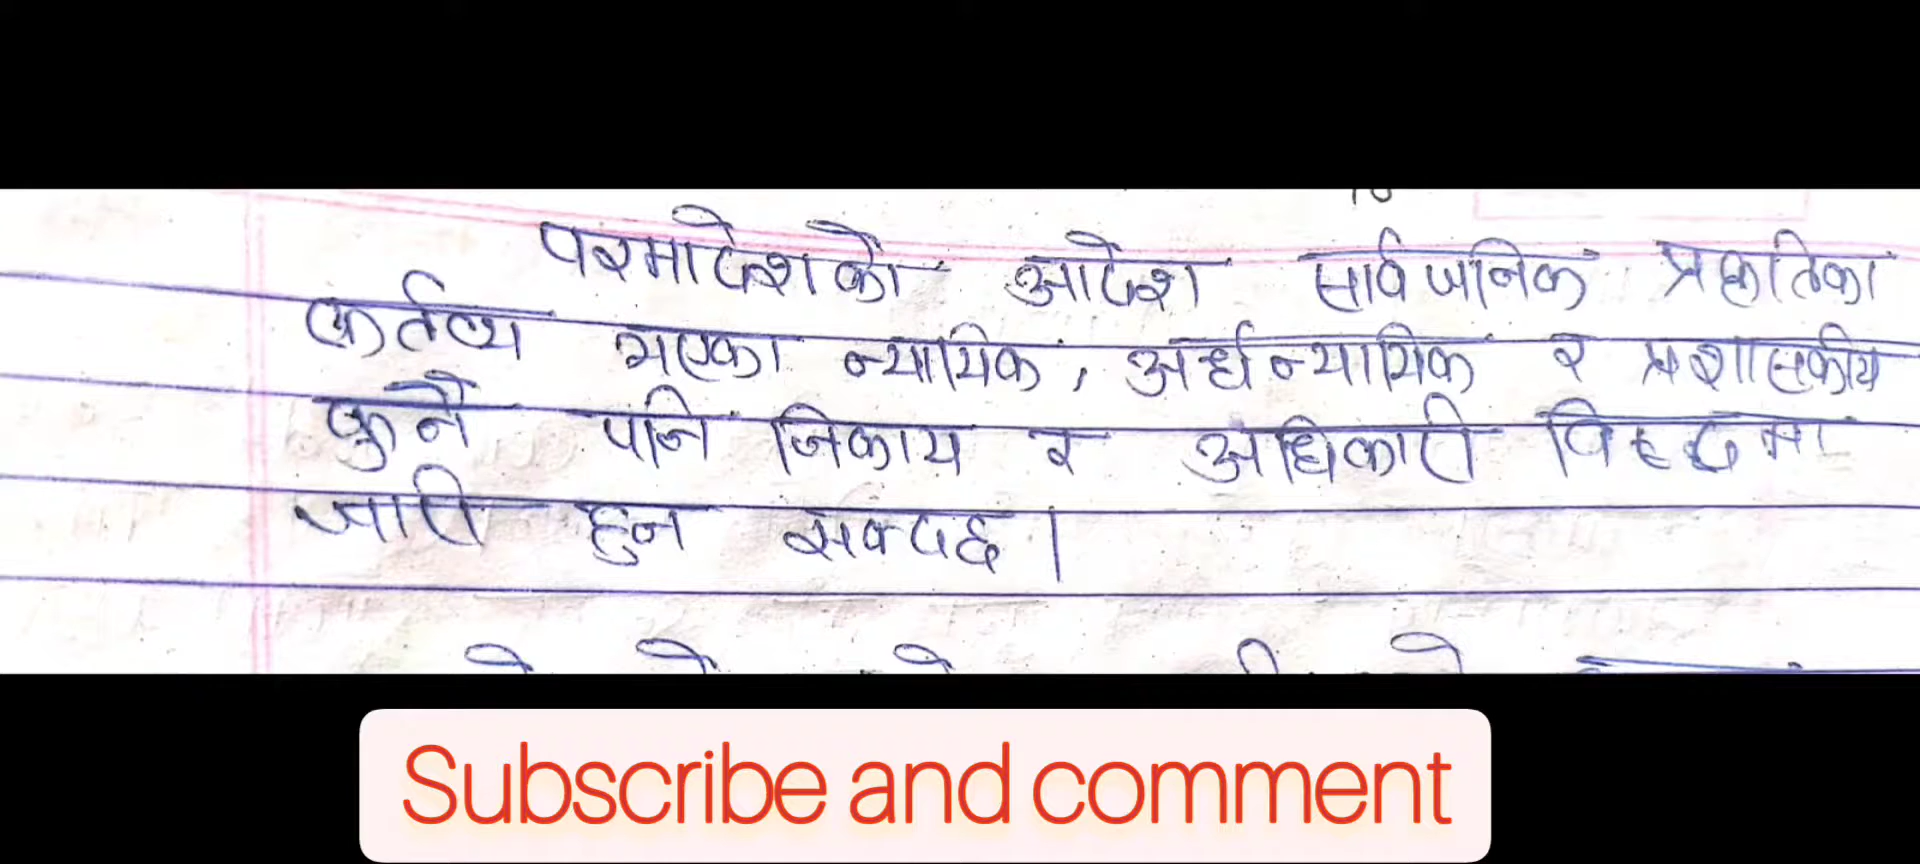 परमादेशको आदेश सार्वजनिक प्रकृतिका
कर्तव्य भएका न्यायिक, अर्धन्यायिक र प्रशासकीय
कुनै पनि निकाय र अधिकारी विरुद्धमा
जारी हुन सक्दछ।
Subscribe and comment